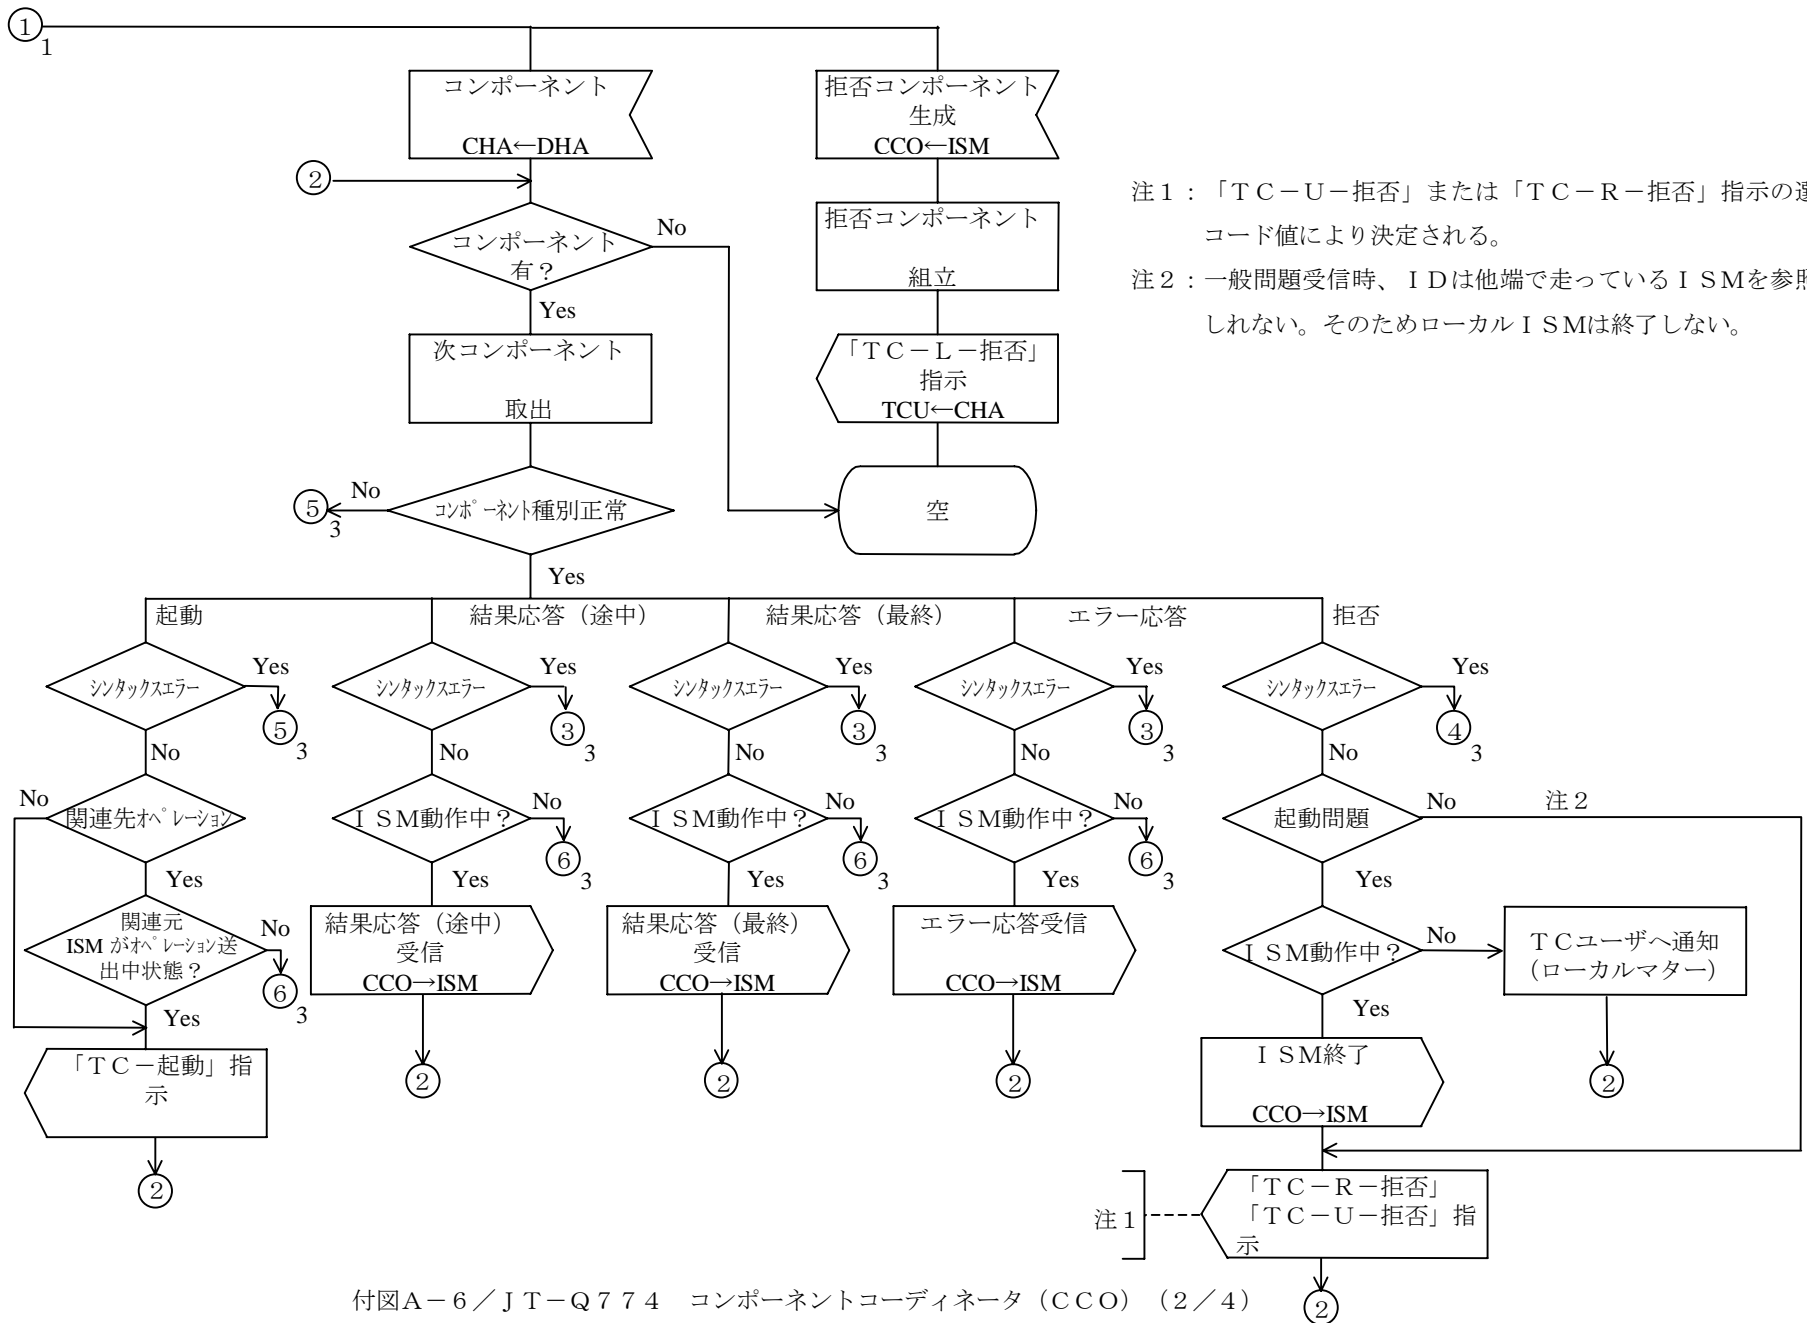 ①
1
コンポーネント
CHA←DHA
拒否コンポーネント
生成
CCO←ISM
②
コンポーネント
有？
No
Yes
拒否コンポーネント
組立
注１：「ＴＣ－Ｕ－拒否」または「ＴＣ－Ｒ－拒否」指示の
コード値により決定される。
注２：一般問題受信時、ＩＤは他端で走っているＩＳＭを参照
しれない。そのためローカルＩＳＭは終了しない。
次コンポーネント
取出
「ＴＣ－Ｌ－拒否」
指示
TCU←CHA
⑤
3
No
ｺﾝﾎﾟｰﾈﾝﾄ種別正常
空
Yes
起動
結果応答（途中）
結果応答（最終）
エラー応答
拒否
ｼﾝﾀｯｸｽｴﾗｰ
Yes
⑤
3
ｼﾝﾀｯｸｽｴﾗｰ
Yes
③
3
ｼﾝﾀｯｸｽｴﾗｰ
Yes
③
3
ｼﾝﾀｯｸｽｴﾗｰ
Yes
③
3
ｼﾝﾀｯｸｽｴﾗｰ
Yes
④
3
No
No
No
No
No
No
関連先ｵﾍﾟﾚｰｼｮﾝ
ＩＳＭ動作中？
No
⑥
3
ＩＳＭ動作中？
No
⑥
3
ＩＳＭ動作中？
No
⑥
3
起動問題
No
注２
Yes
Yes
Yes
Yes
Yes
関連元
ISMがｵﾍﾟﾚｰｼｮﾝ送
出中状態？
No
⑥
3
結果応答（途中）
受信
CCO→ISM
結果応答（最終）
受信
CCO→ISM
エラー応答受信
CCO→ISM
ＩＳＭ動作中？
No
ＴＣユーザへ通知
（ローカルマター）
Yes
Yes
「ＴＣ－起動」指
示
②
②
②
ＩＳＭ終了
CCO→ISM
②
②
注１
「ＴＣ－Ｒ－拒否」
「ＴＣ－Ｕ－拒否」指
示
②
付図Ａ－６／ＪＴ－Ｑ７７４　コンポーネントコーディネータ（ＣＣＯ）（２／４）